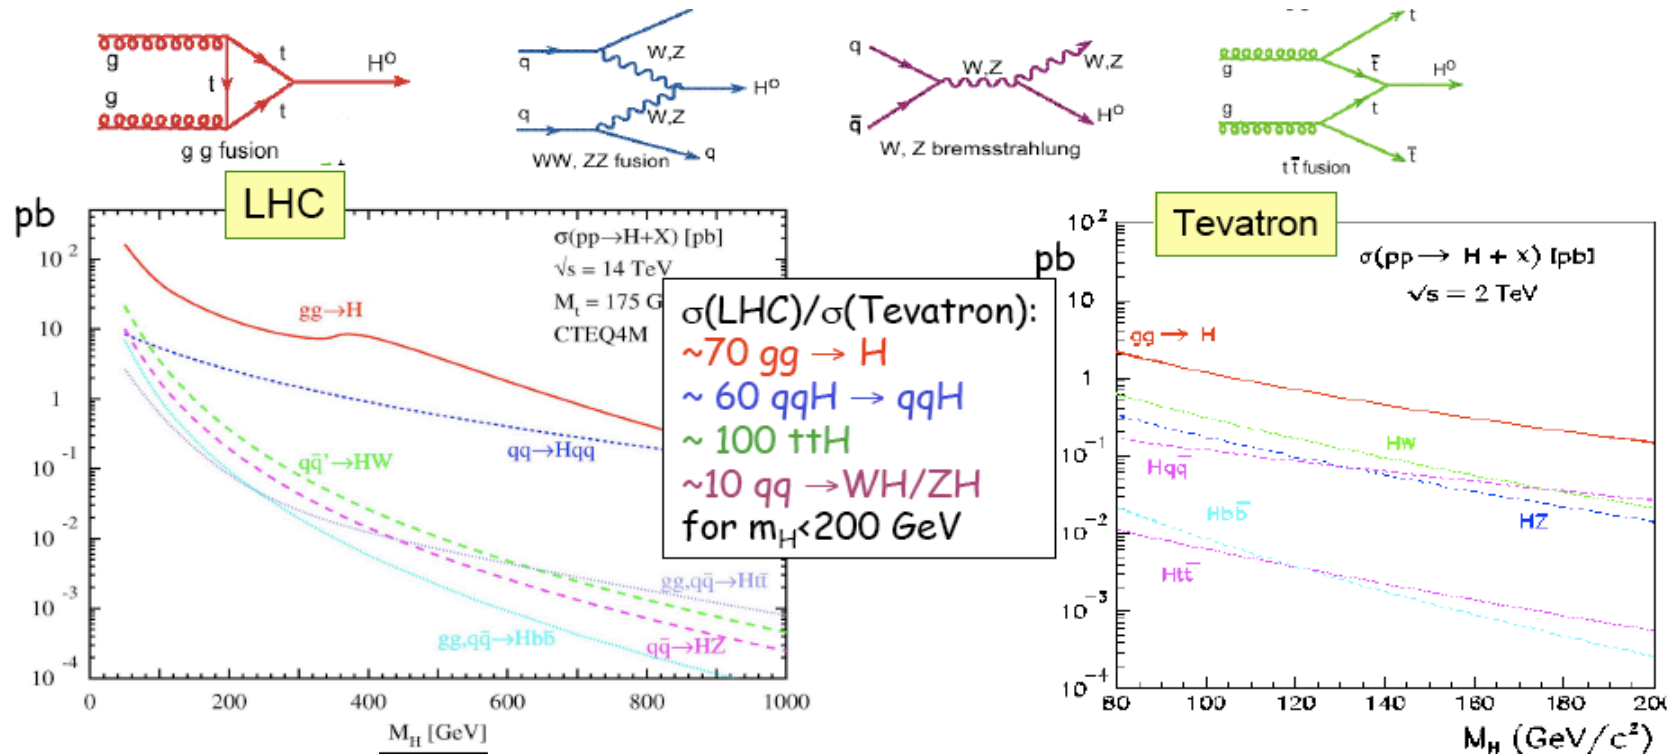 g
g
t
t
t
H⁰
g g fusion
q
q
W,Z
W,Z
H⁰
q
WW, ZZ fusion
q
q̄
W,Z
W,Z
H⁰
W, Z bremsstrahlung
g
g
t
t̄
t
t̄
H⁰
t t̄ fusion
LHC
pb
σ(pp→H+X) [pb]
√s = 14 TeV
M_t = 175 G
CTEQ4M
gg→H
qq→Hqq
qq̄'→HW
gg,qq̄→Htt̄
gg,qq̄→Hbb̄
qq̄→HZ
10²
10
1
10⁻¹
10⁻²
10⁻³
10⁻⁴
0
200
400
600
800
1000
M_H [GeV]
σ(LHC)/σ(Tevatron):
~70 gg → H
~ 60 qqH → qqH
~ 100 ttH
~10 qq →WH/ZH
for m_H<200 GeV
Tevatron
pb
σ(pp→ H + X) [pb]
√s = 2 TeV
gg → H
HW
Hqq̄
HZ
Hbb̄
Htt̄
10²
10
1
10⁻¹
10⁻²
10⁻³
10⁻⁴
80
100
120
140
160
180
M_H (GeV/c²)